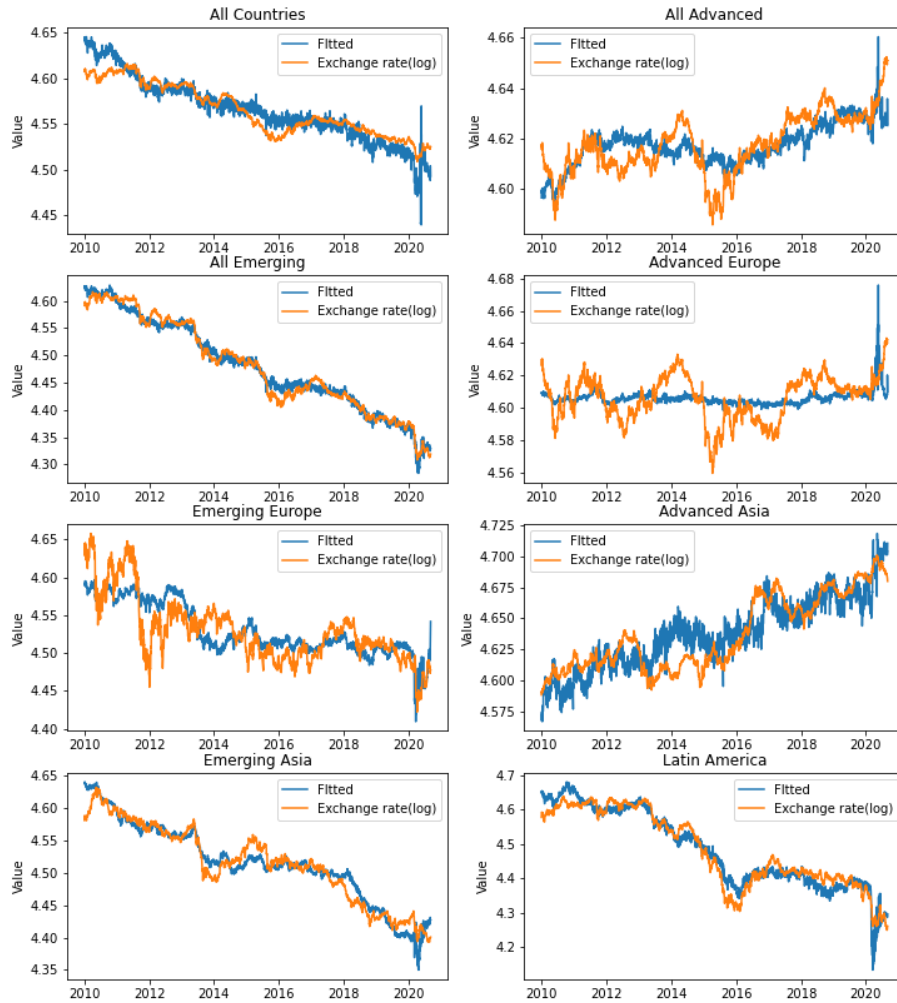 All Countries
4.65
4.60
4.55
4.50
4.45
Value
FItted
Exchange rate(log)
2010 2012 2014 2016 2018 2020
All Advanced
4.66
4.64
4.62
4.60
Value
FItted
Exchange rate(log)
2010 2012 2014 2016 2018 2020
All Emerging
4.60
4.55
4.50
4.45
4.40
4.35
4.30
Value
FItted
Exchange rate(log)
2010 2012 2014 2016 2018 2020
Advanced Europe
4.68
4.66
4.64
4.62
4.60
4.58
4.56
Value
FItted
Exchange rate(log)
2010 2012 2014 2016 2018 2020
Emerging Europe
4.65
4.60
4.55
4.50
4.45
4.40
Value
FItted
Exchange rate(log)
2010 2012 2014 2016 2018 2020
Advanced Asia
4.725
4.700
4.675
4.650
4.625
4.600
4.575
Value
FItted
Exchange rate(log)
2010 2012 2014 2016 2018 2020
Emerging Asia
4.65
4.60
4.55
4.50
4.45
4.40
4.35
Value
FItted
Exchange rate(log)
2010 2012 2014 2016 2018 2020
Latin America
4.7
4.6
4.5
4.4
4.3
4.2
Value
FItted
Exchange rate(log)
2010 2012 2014 2016 2018 2020